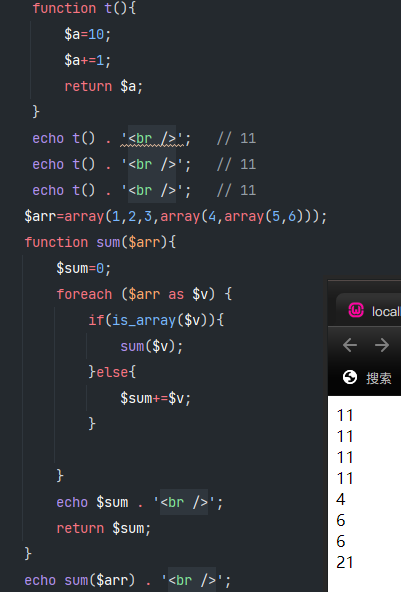 function t(){
$a=10;
$a+=1;
return $a;
}
echo t() . '<br />';   // 11
echo t() . '<br />';   // 11
echo t() . '<br />';   // 11
$arr=array(1,2,3,array(4,array(5,6)));
function sum($arr){
$sum=0;
foreach ($arr as $v) {
if(is_array($v)){
sum($v);
}else{
$sum+=$v;
}
}
echo $sum . '<br />';
return $sum;
}
echo sum($arr) . '<br />';
locall
搜索
11
11
11
11
4
6
6
21